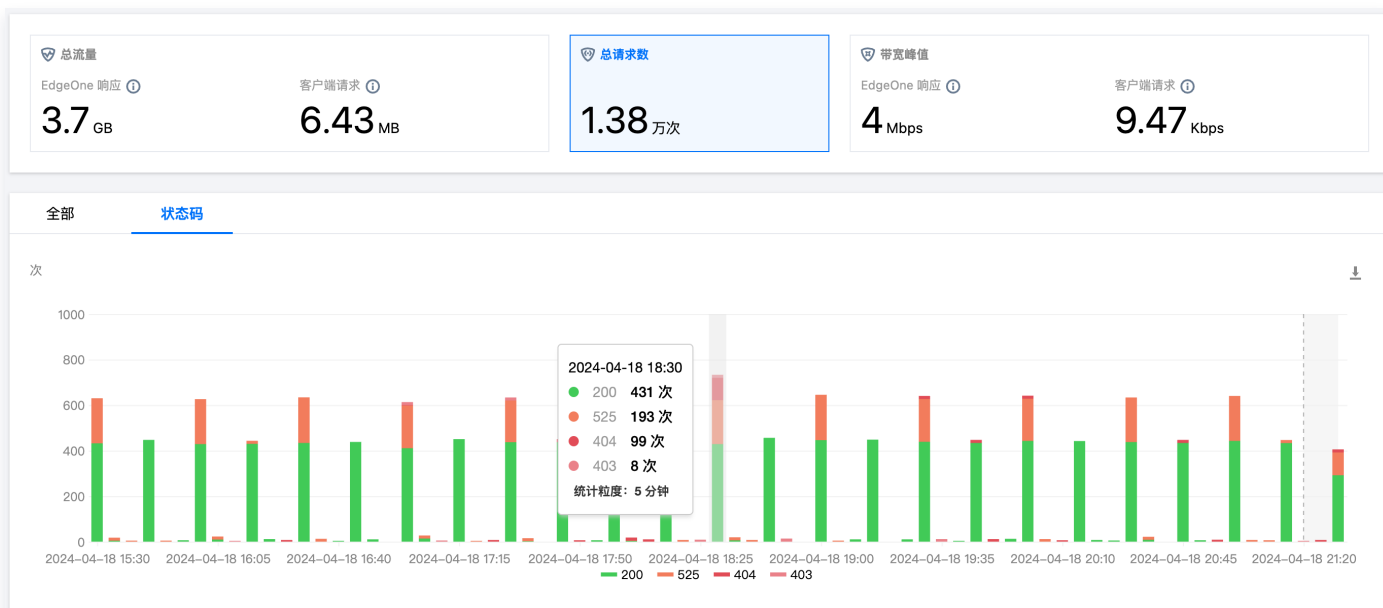 总流量
EdgeOne 响应
3.7 GB
客户端请求
6.43 MB
总请求数
1.38 万次
带宽峰值
EdgeOne 响应
4 Mbps
客户端请求
9.47 Kbps
全部 状态码
次
1000
800
600
400
200
0
2024-04-18 18:30
200 431 次
525 193 次
404 99 次
403 8 次
统计粒度：5 分钟
2024-04-18 15:30 2024-04-18 16:05 2024-04-18 16:40 2024-04-18 17:15 2024-04-18 17:50 2024-04-18 18:25 2024-04-18 19:00 2024-04-18 19:35 2024-04-18 20:10 2024-04-18 20:45 2024-04-18 21:20
200 525 404 403